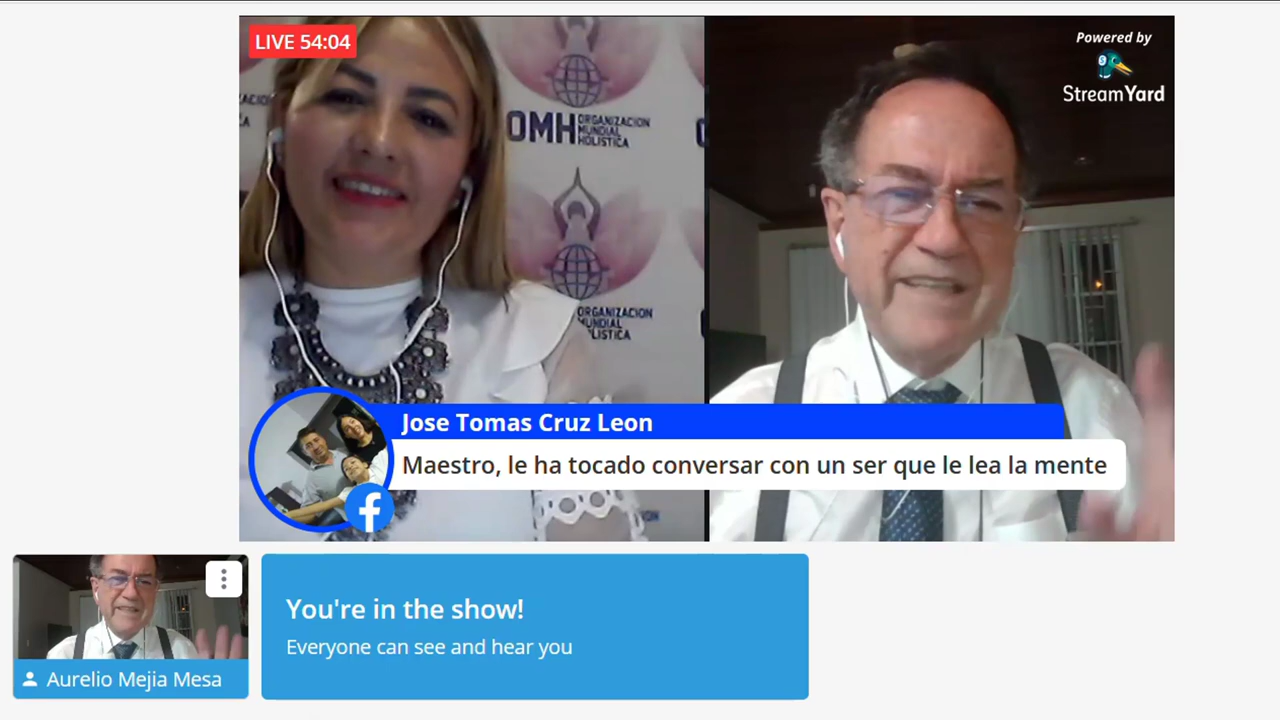 LIVE 54:04
Powered by
StreamYard
OMH ORGANIZACION
MUNDIAL
HOLISTICA
ORGANIZACION
MUNDIAL
HOLISTICA
Jose Tomas Cruz Leon
Maestro, le ha tocado conversar con un ser que le lea la mente
Aurelio Mejia Mesa
You're in the show!
Everyone can see and hear you